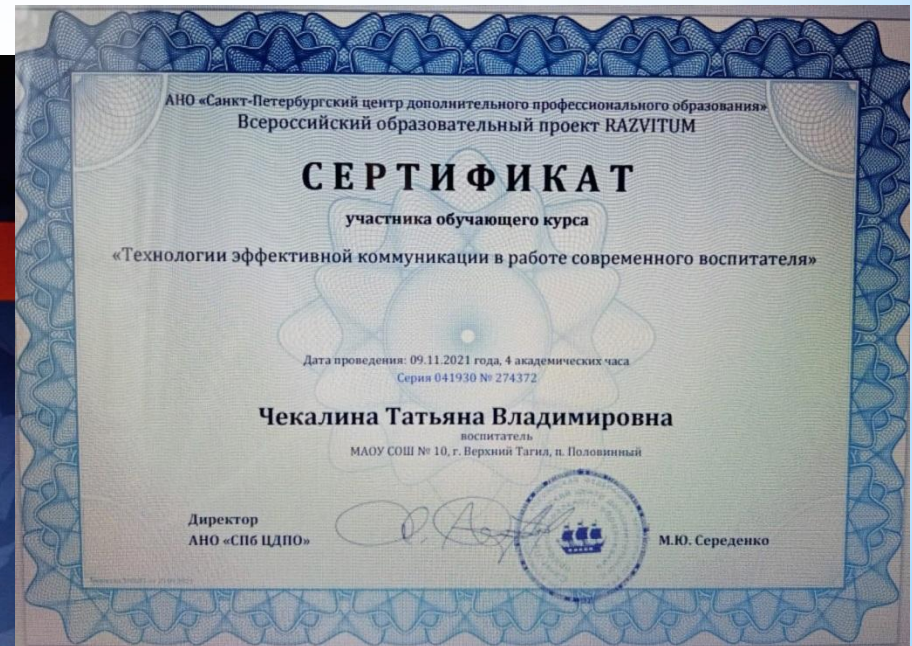 АНО «Санкт-Петербургский центр дополнительного профессионального образования»
Всероссийский образовательный проект RAZVITUM
СЕРТИФИКАТ
участника обучающего курса
«Технологии эффективной коммуникации в работе современного воспитателя»
Дата проведения: 09.11.2021 года, 4 академических часа
Серия 041930 № 274372
Чекалина Татьяна Владимировна
воспитатель
МАОУ СОШ № 10, г. Верхний Тагил, п. Половинный
Директор
АНО «СПб ЦДПО»
М.Ю. Середенко